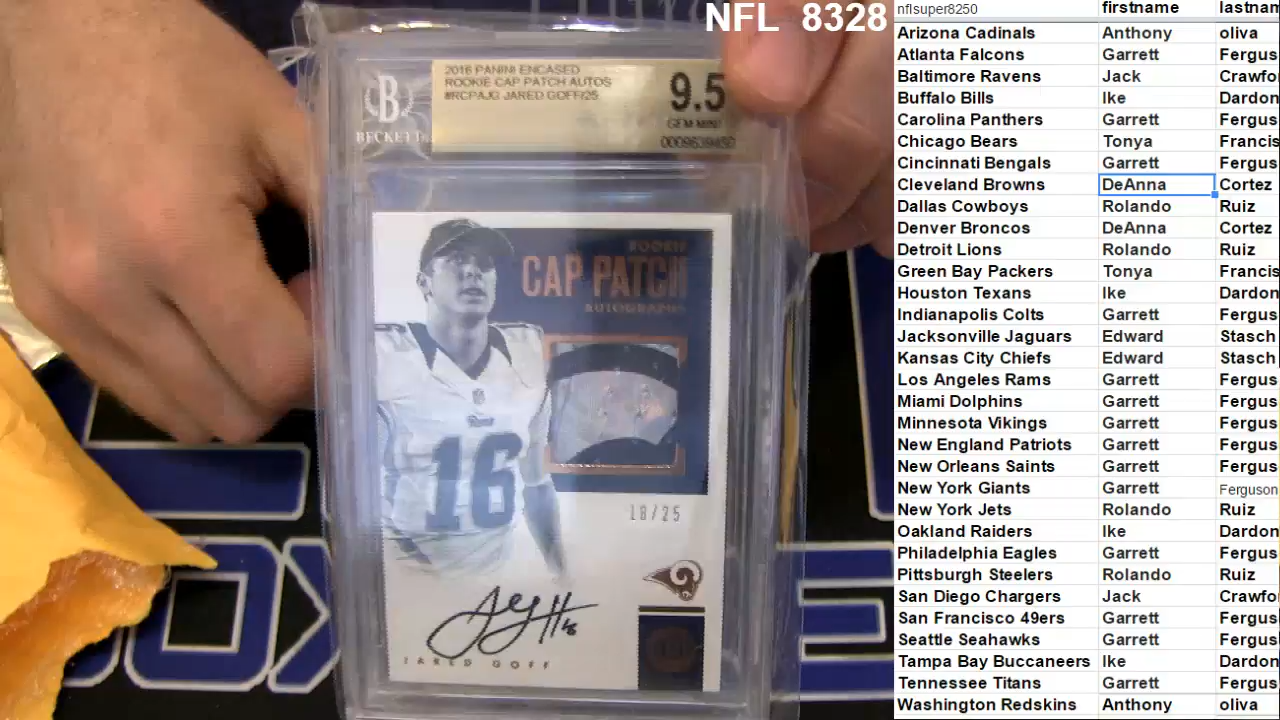 NFL 8328
BECKETT
2016 PANINI ENCASED
ROOKIE CAP PATCH AUTOS
#RCPAJG JARED GOFF/25
9.5
GEM MINT
ROOKIE
CAP PATCH
AUTOGRAPHS
16
18/25
JARED GOFF
nflsuper8250 firstname lastnam
Arizona Cadinals Anthony oliva
Atlanta Falcons Garrett Fergus
Baltimore Ravens Jack Crawfo
Buffalo Bills Ike Dardon
Carolina Panthers Garrett Fergus
Chicago Bears Tonya Francis
Cincinnati Bengals Garrett Fergus
Cleveland Browns DeAnna Cortez
Dallas Cowboys Rolando Ruiz
Denver Broncos DeAnna Cortez
Detroit Lions Rolando Ruiz
Green Bay Packers Tonya Francis
Houston Texans Ike Dardon
Indianapolis Colts Garrett Fergus
Jacksonville Jaguars Edward Stasch
Kansas City Chiefs Edward Stasch
Los Angeles Rams Garrett Fergus
Miami Dolphins Garrett Fergus
Minnesota Vikings Garrett Fergus
New England Patriots Garrett Fergus
New Orleans Saints Garrett Fergus
New York Giants Garrett Ferguson
New York Jets Rolando Ruiz
Oakland Raiders Ike Dardon
Philadelphia Eagles Garrett Fergus
Pittsburgh Steelers Rolando Ruiz
San Diego Chargers Jack Crawfo
San Francisco 49ers Garrett Fergus
Seattle Seahawks Garrett Fergus
Tampa Bay Buccaneers Ike Dardon
Tennessee Titans Garrett Fergus
Washington Redskins Anthony oliva